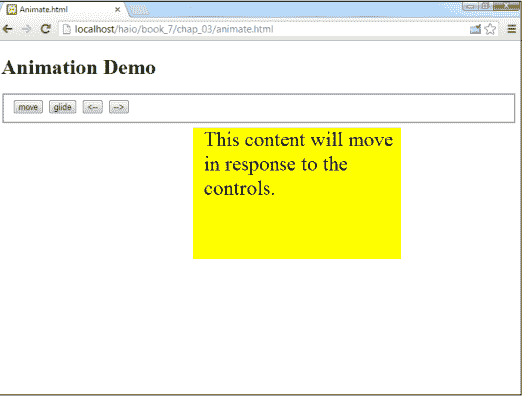 Animate.html
localhost/haio/book_7/chap_03/animate.html
Animation Demo
move glide <-- -->
This content will move
in response to the
controls.